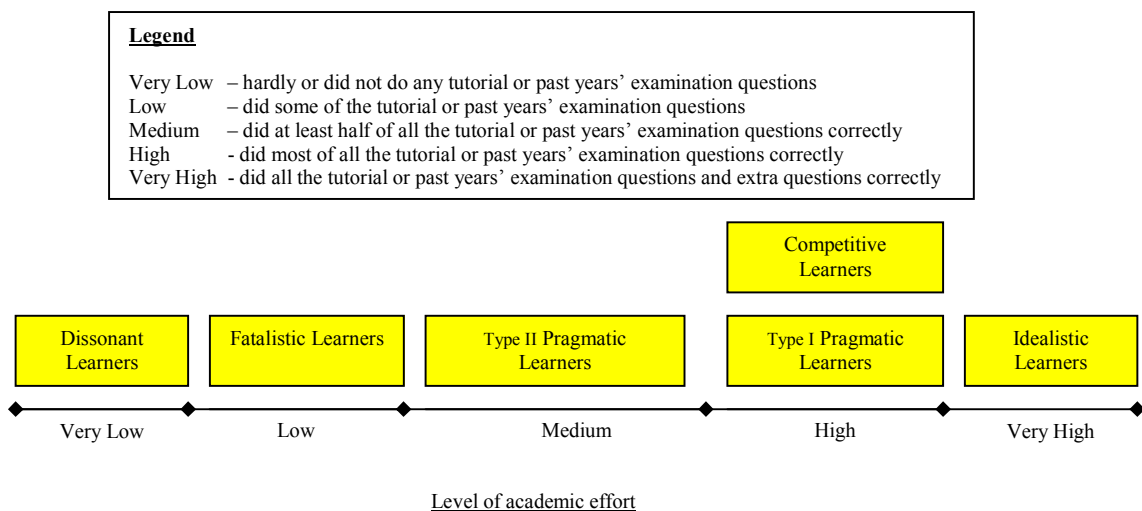 Legend
Very Low – hardly or did not do any tutorial or past years’ examination questions
Low – did some of the tutorial or past years’ examination questions
Medium – did at least half of all the tutorial or past years’ examination questions correctly
High - did most of all the tutorial or past years’ examination questions correctly
Very High - did all the tutorial or past years’ examination questions and extra questions correctly
Competitive
Learners
Dissonant
Learners
Fatalistic Learners
Type II Pragmatic
Learners
Type I Pragmatic
Learners
Idealistic
Learners
Very Low
Low
Medium
High
Very High
Level of academic effort